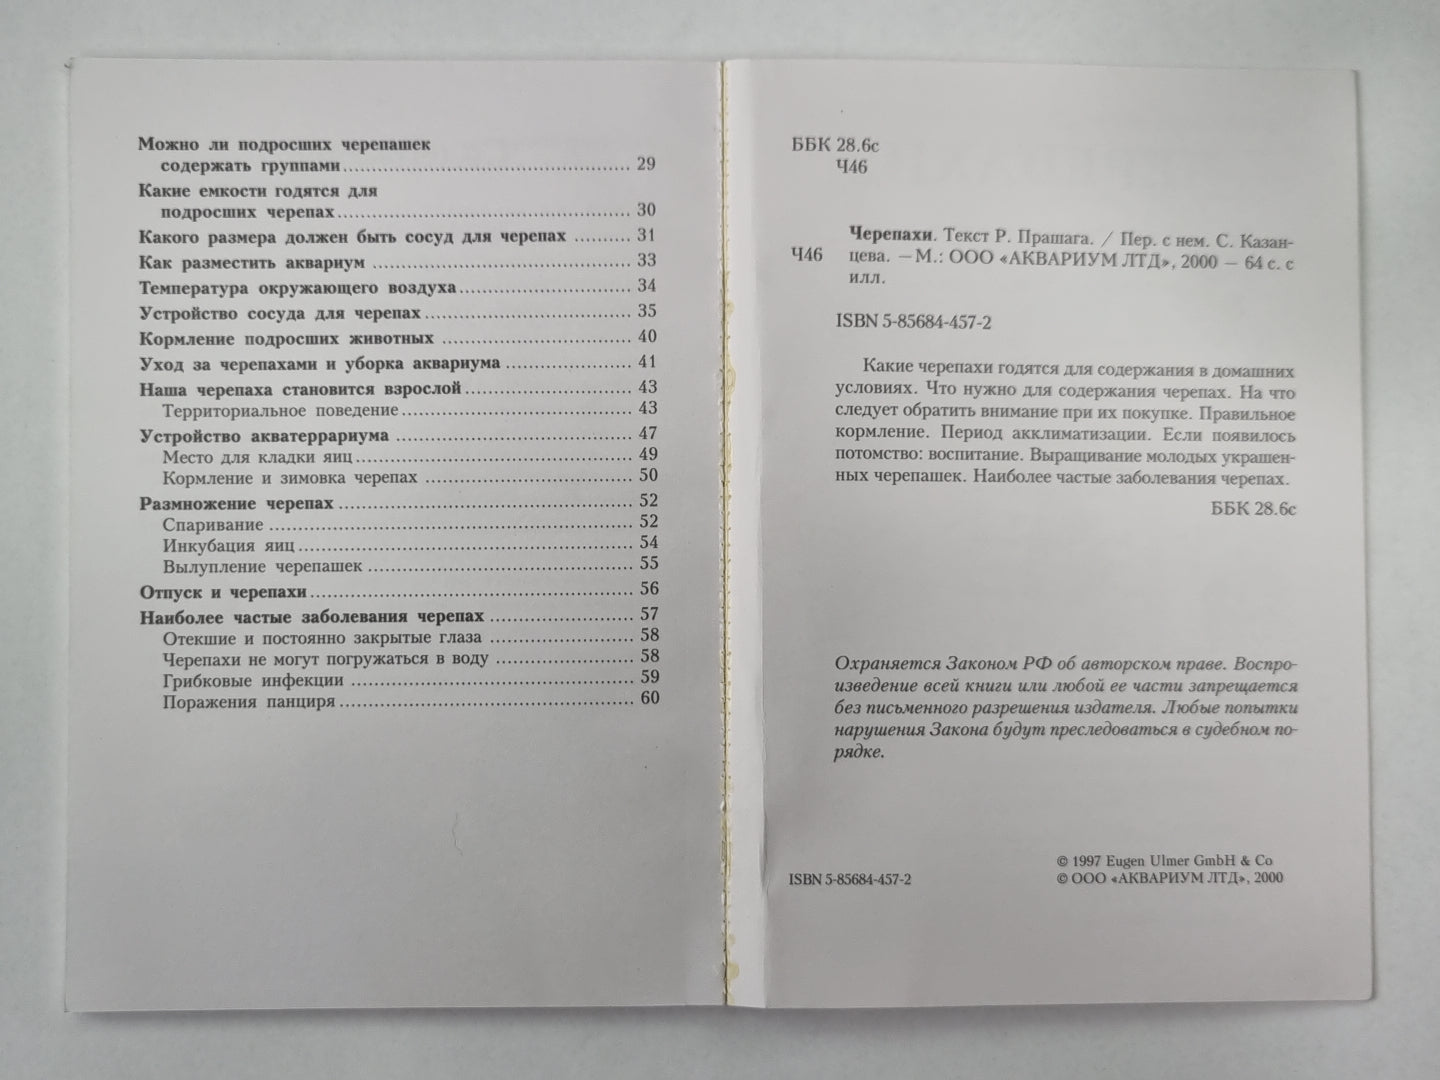 Можно ли подросших черепашек
содержать группами........................................................ 29
Какие емкости годятся для
подросших черепах........................................................ 30
Какого размера должен быть сосуд для черепах .......... 31
Как разместить аквариум ................................................ 33
Температура окружающего воздуха................................ 34
Устройство сосуда для черепах....................................... 35
Кормление подросших животных .................................. 40
Уход за черепахами и уборка аквариума ....................... 41
Наша черепаха становится взрослой............................... 43
Территориальное поведение........................................... 43
Устройство акватеррариума ............................................ 47
Место для кладки яиц.................................................... 49
Кормление и зимовка черепах ...................................... 50
Размножение черепах ...................................................... 52
Спаривание .................................................................... 52
Инкубация яиц............................................................... 54
Вылупление черепашек ................................................. 55
Отпуск и черепахи............................................................ 56
Наиболее частые заболевания черепах .......................... 57
Отекшие и постоянно закрытые глаза .......................... 58
Черепахи не могут погружаться в воду ......................... 58
Грибковые инфекции ..................................................... 59
Поражения панциря....................................................... 60
ББК 28.6с
Ч46
Черепахи. Текст Р. Прашага. / Пер. с нем. С. Казан-
Ч46 цева. — М.: ООО «АКВАРИУМ ЛТД», 2000 — 64 с. с
илл.
ISBN 5-85684-457-2
Какие черепахи годятся для содержания в домашних
условиях. Что нужно для содержания черепах. На что
следует обратить внимание при их покупке. Правильное
кормление. Период акклиматизации. Если появилось
потомство: воспитание. Выращивание молодых украшен-
ных черепашек. Наиболее частые заболевания черепах.
ББК 28.6с
Охраняется Законом РФ об авторском праве. Воспро-
изведение всей книги или любой ее части запрещается
без письменного разрешения издателя. Любые попытки
нарушения Закона будут преследоваться в судебном по-
рядке.
© 1997 Eugen Ulmer GmbH & Co
ISBN 5-85684-457-2 © ООО «АКВАРИУМ ЛТД», 2000